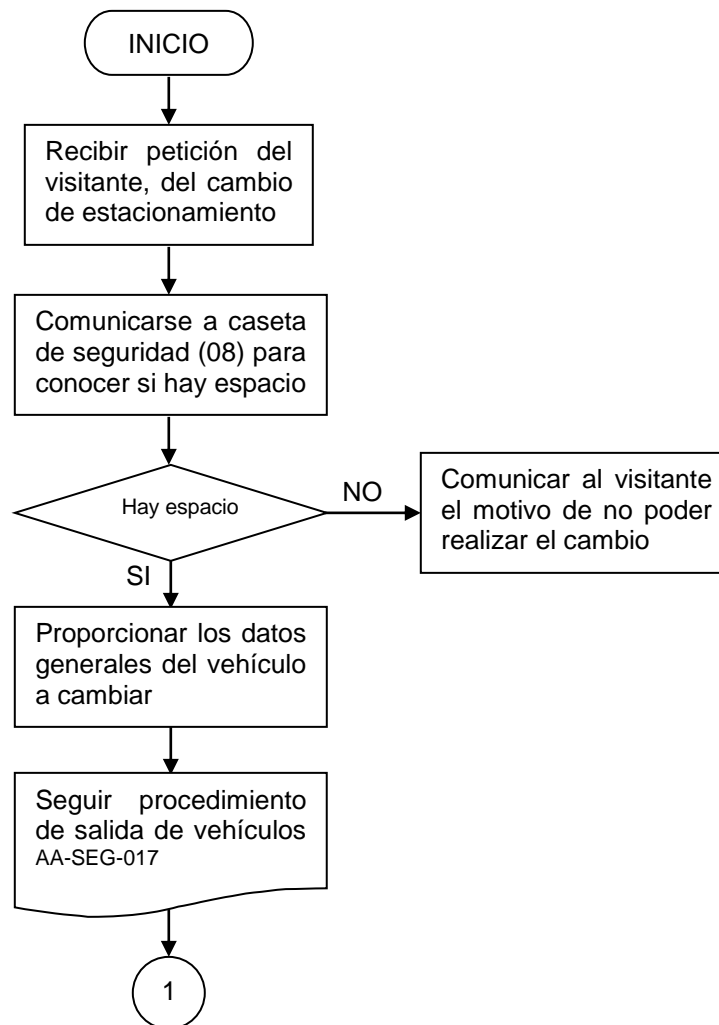 INICIO
Recibir petición del
visitante, del cambio
de estacionamiento
Comunicarse a caseta
de seguridad (08) para
conocer si hay espacio
Hay espacio
NO
Comunicar al visitante
el motivo de no poder
realizar el cambio
SI
Proporcionar los datos
generales del vehículo
a cambiar
Seguir procedimiento
de salida de vehículos
AA-SEG-017
1